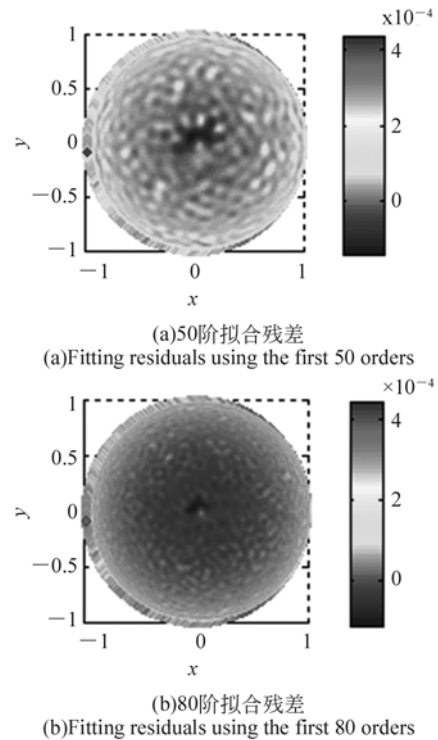 x10⁻⁴
1
0.5
0
−0.5
−1
y
−1
0
1
x
4
2
0
(a)50阶拟合残差
(a)Fitting residuals using the first 50 orders
×10⁻⁴
1
0.5
0
−0.5
−1
y
−1
0
1
x
4
2
0
(b)80阶拟合残差
(b)Fitting residuals using the first 80 orders